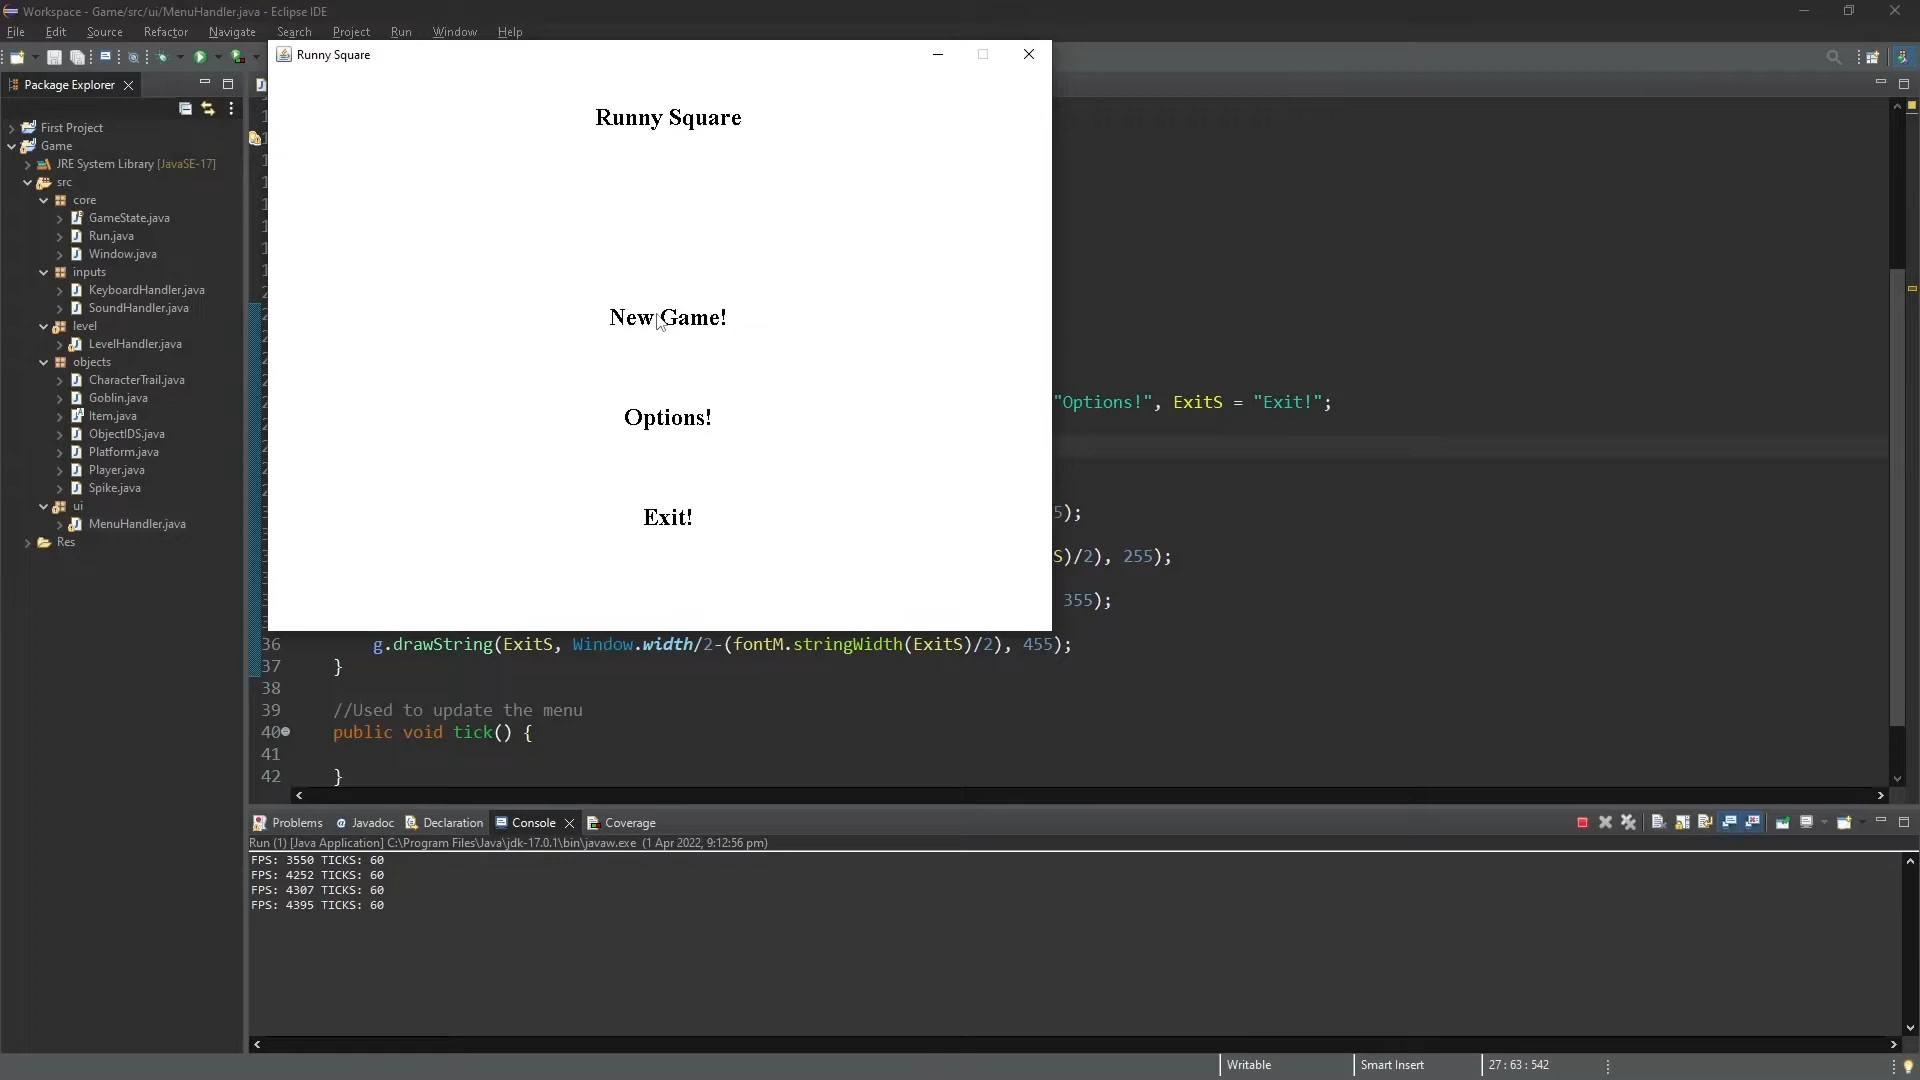 Workspace - Game/src/ui/MenuHandler.java - Eclipse IDE
File Edit Source Refactor Navigate Search Project Run Window Help
Package Explorer
First Project
Game
JRE System Library [JavaSE-17]
src
core
GameState.java
Run.java
Window.java
inputs
KeyboardHandler.java
SoundHandler.java
level
LevelHandler.java
objects
CharacterTrail.java
Goblin.java
Item.java
ObjectIDS.java
Platform.java
Player.java
Spike.java
ui
MenuHandler.java
Res
Runny Square
Runny Square
New Game!
Options!
Exit!
"Options!", ExitS = "Exit!";
5);
S)/2), 255);
355);
36 g.drawString(ExitS, Window.width/2-(fontM.stringWidth(ExitS)/2), 455);
37 }
38
39 //Used to update the menu
40 public void tick() {
41
42 }
Problems Javadoc Declaration Console Coverage
Run (1) [Java Application] C:\Program Files\Java\jdk-17.0.1\bin\javaw.exe (1 Apr 2022, 9:12:56 pm)
FPS: 3550 TICKS: 60
FPS: 4252 TICKS: 60
FPS: 4307 TICKS: 60
FPS: 4395 TICKS: 60
Writable Smart Insert 27 : 63 : 542